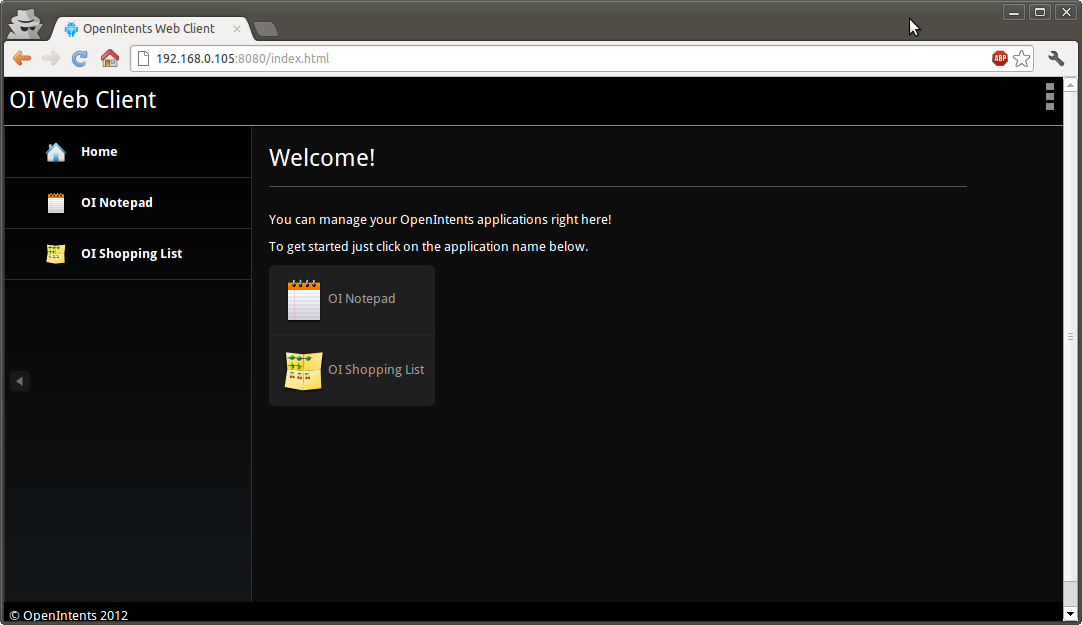 OpenIntents Web Client
192.168.0.105:8080/index.html
ABP
OI Web Client
Home
OI Notepad
OI Shopping List
Welcome!
You can manage your OpenIntents applications right here!
To get started just click on the application name below.
OI Notepad
OI Shopping List
© OpenIntents 2012